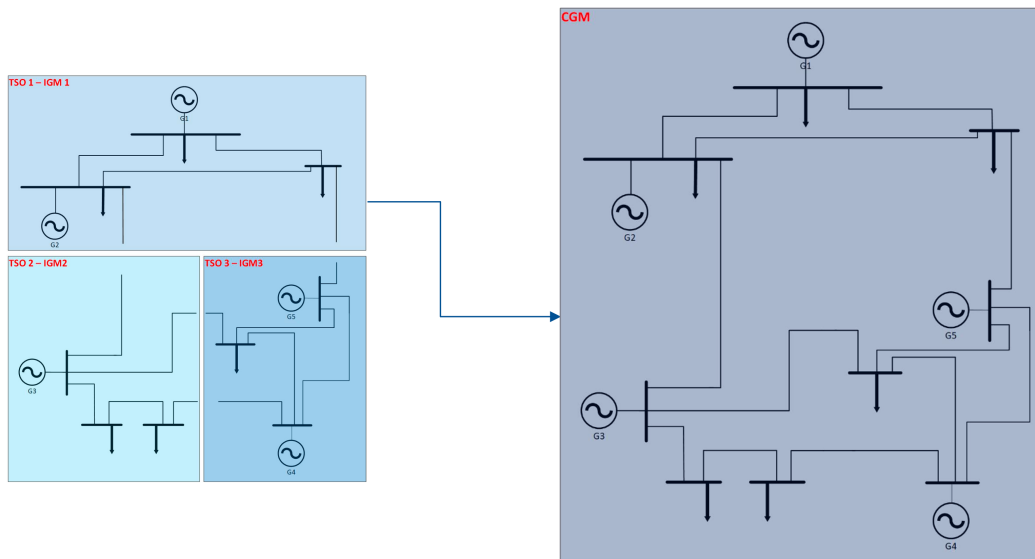 TSO 1 – IGM 1
G1
G2
TSO 2 – IGM2
G3
TSO 3 – IGM3
G5
G4
CGM
G1
G2
G5
G3
G4